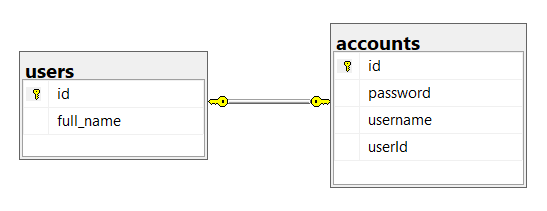 users
id
full_name
accounts
id
password
username
userId